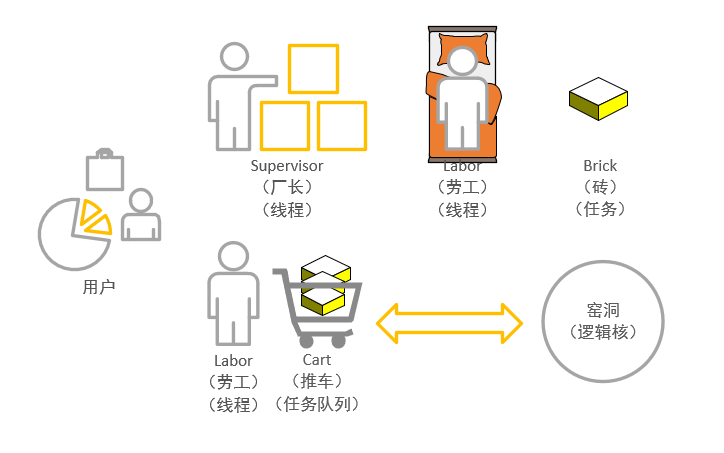 Supervisor
（厂长）
（线程）
Labor
（劳工）
（线程）
Brick
（砖）
（任务）
用户
Labor
（劳工）
（线程）
Cart
（推车）
（任务队列）
窑洞
（逻辑核）